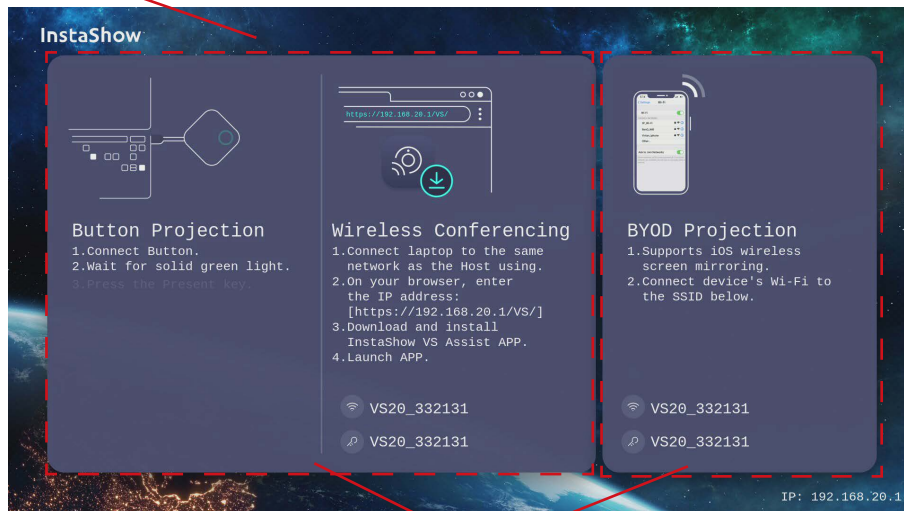 InstaShow
https://192.168.20.1/VS/
Button Projection
1.Connect Button.
2.Wait for solid green light.
3.Press the Present key.
Wireless Conferencing
1.Connect laptop to the same
network as the Host using.
2.On your browser, enter
the IP address:
[https://192.168.20.1/VS/]
3.Download and install
InstaShow VS Assist APP.
4.Launch APP.
VS20_332131
VS20_332131
BYOD Projection
1.Supports iOS wireless
screen mirroring.
2.Connect device's Wi-Fi to
the SSID below.
VS20_332131
VS20_332131
IP: 192.168.20.1